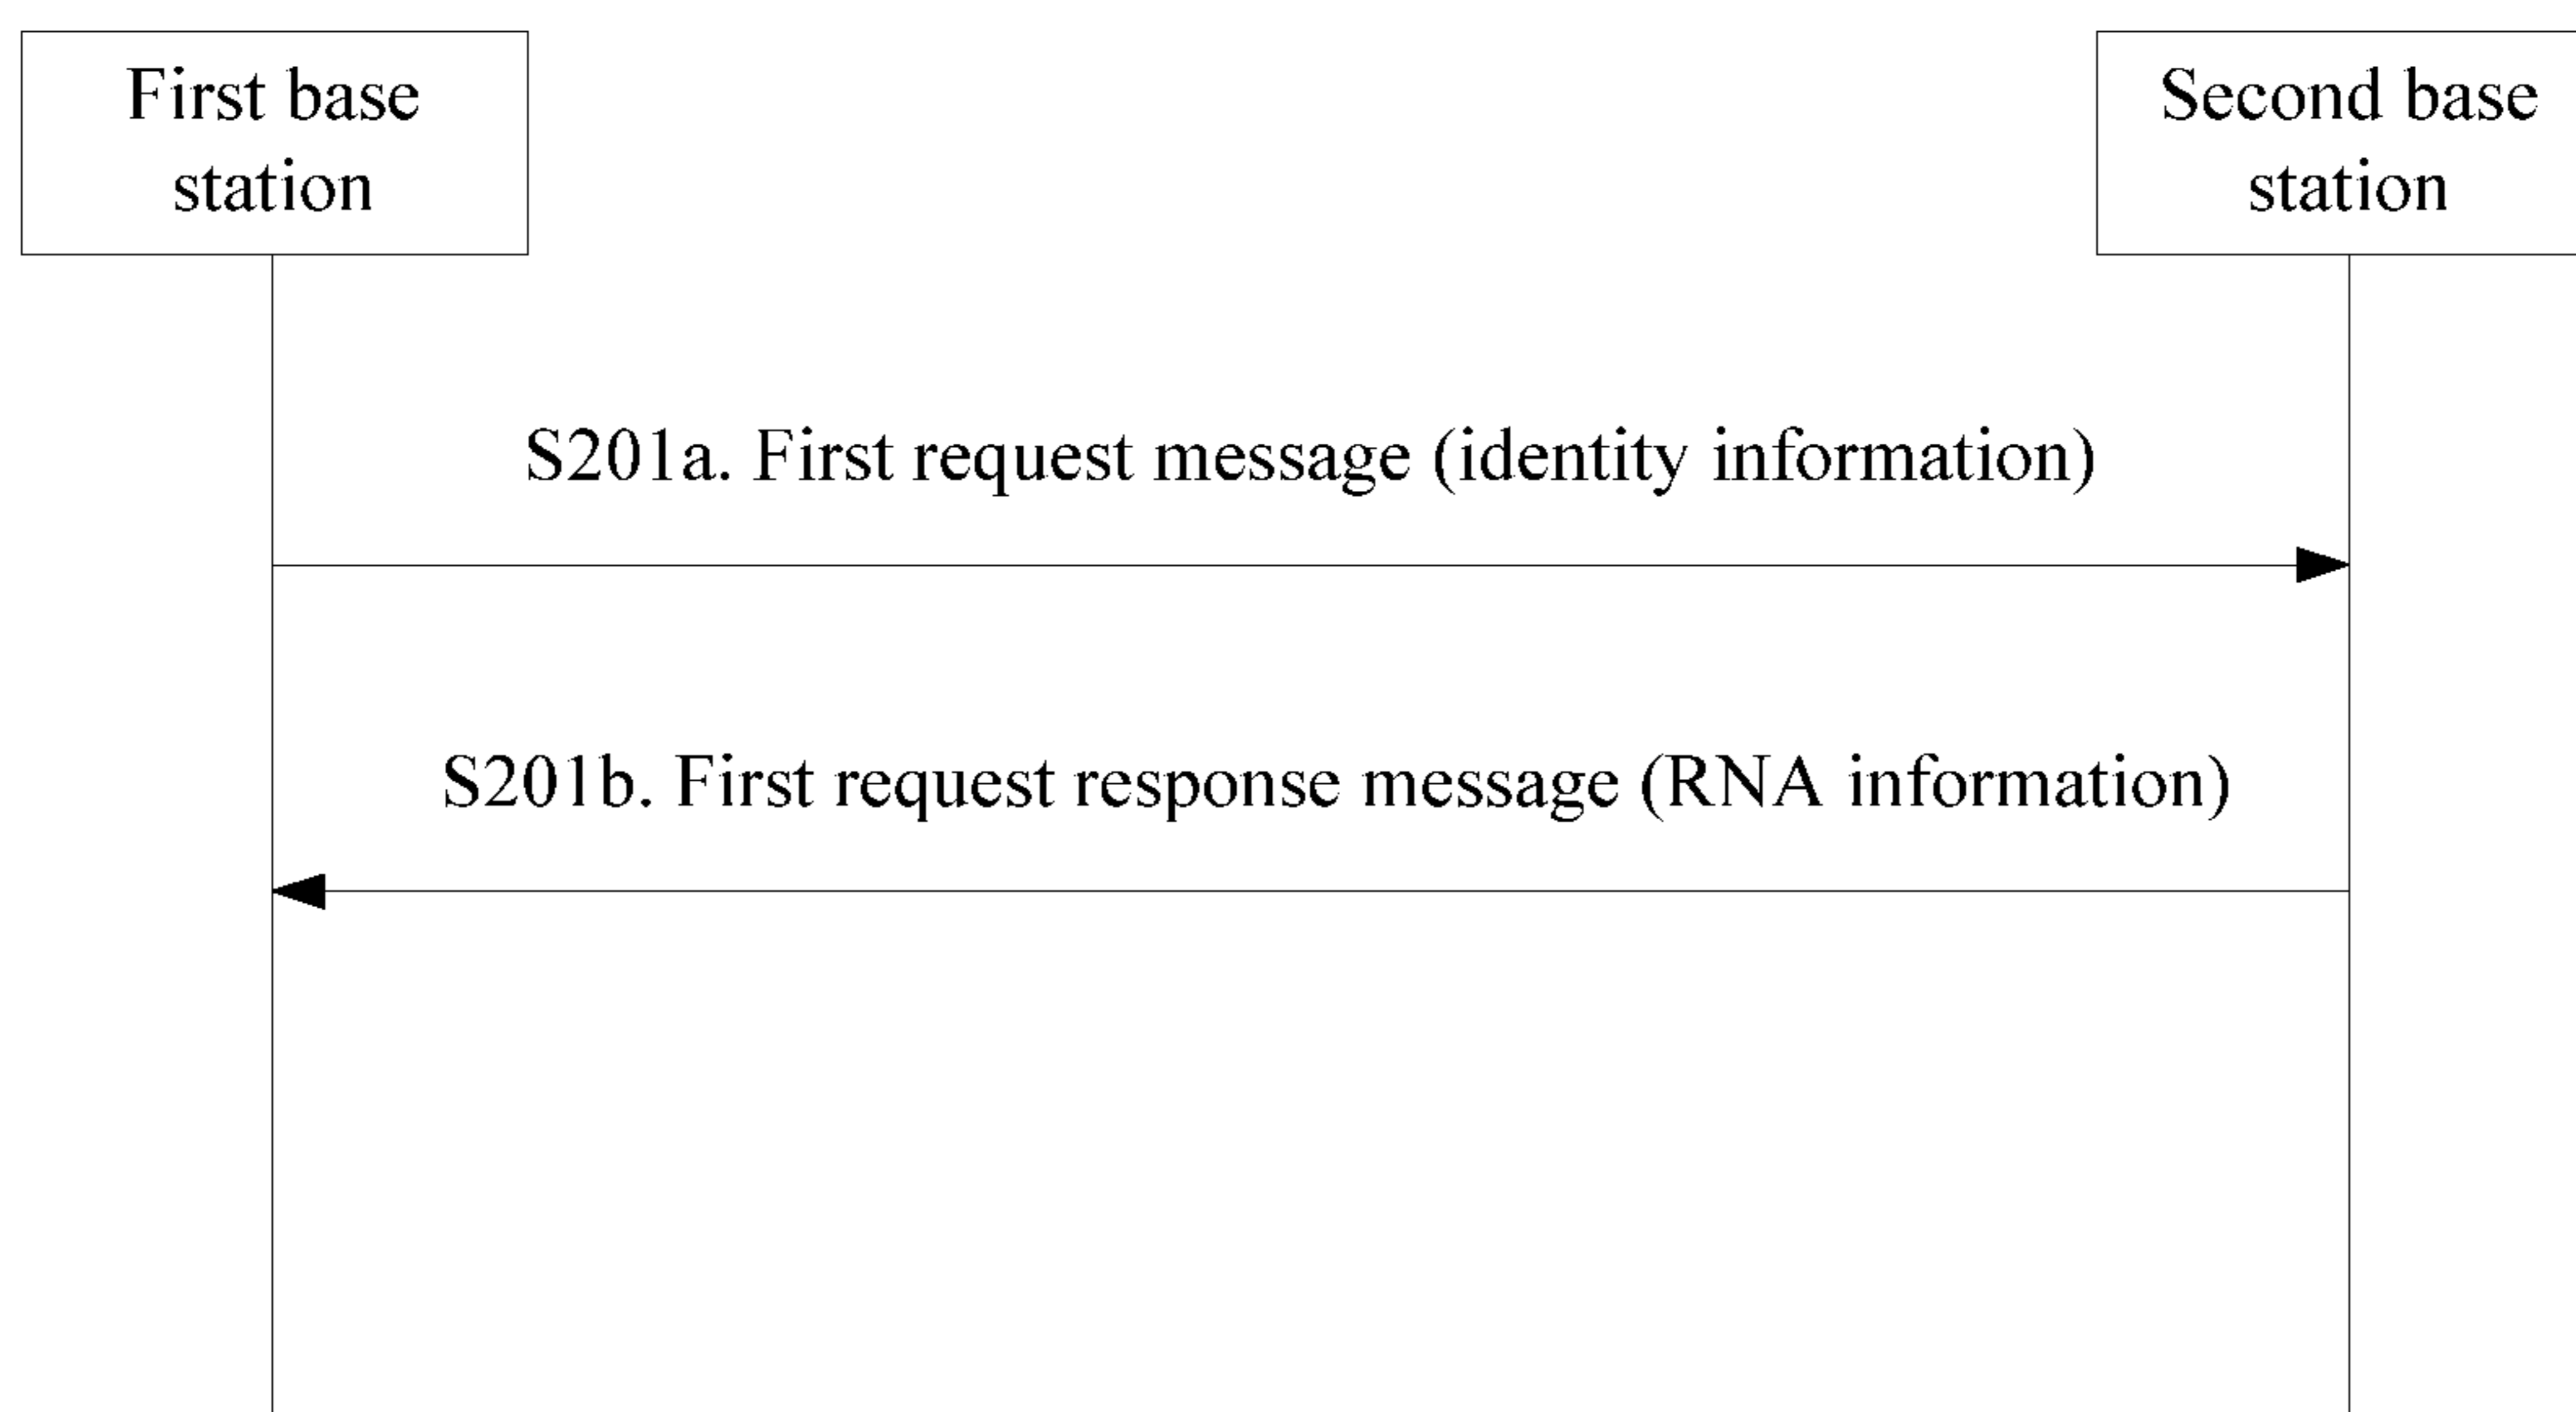 First base
station
Second base
station
S201a. First request message (identity information)
S201b. First request response message (RNA information)